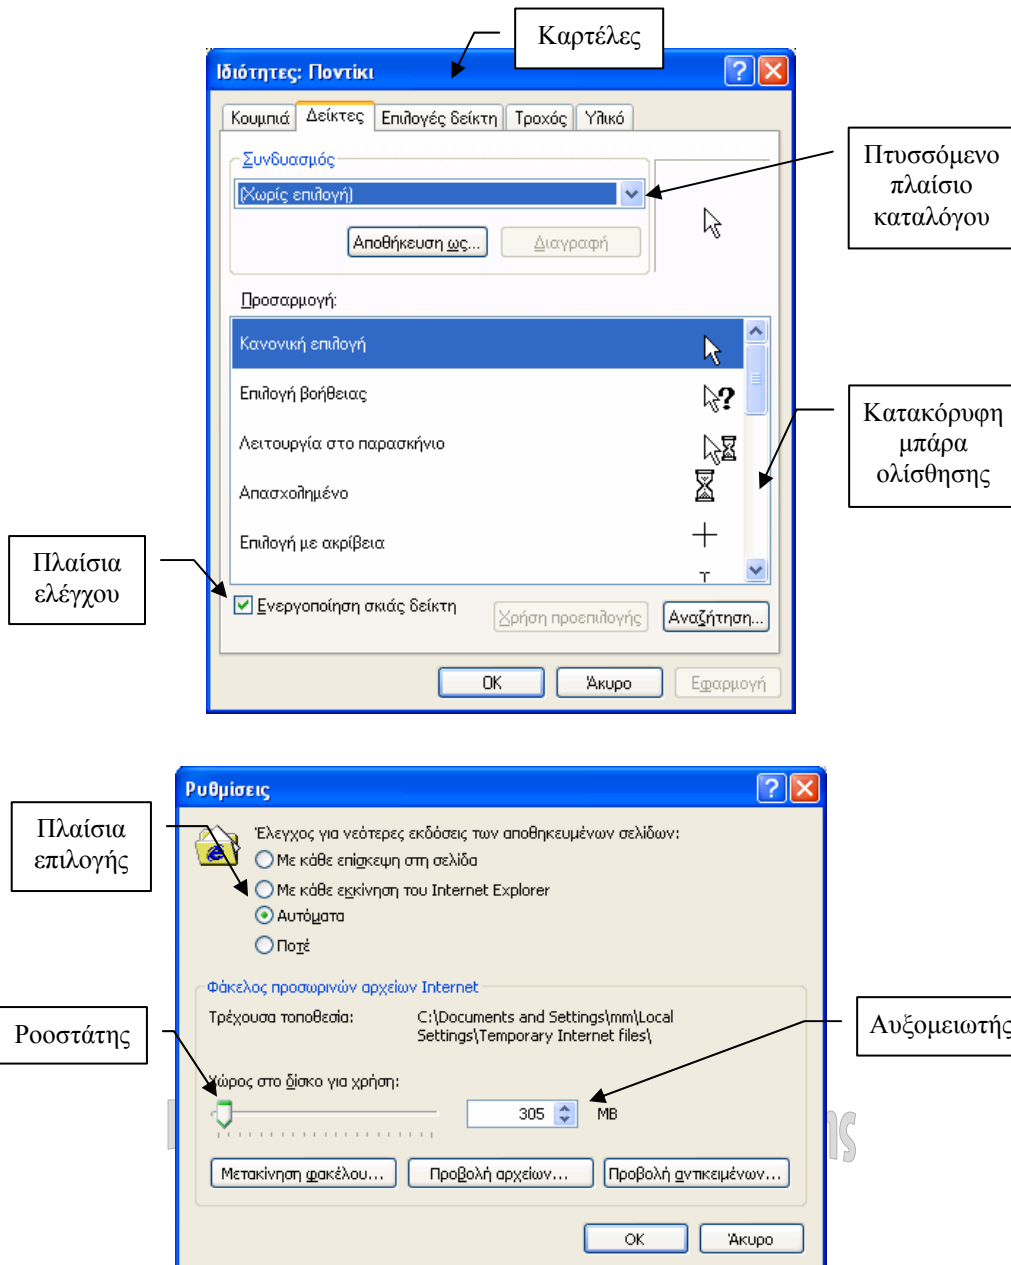 Καρτέλες
Ιδιότητες: Ποντίκι
Κουμπιά Δείκτες Επιλογές δείκτη Τροχός Υλικό
Συνδυασμός
(Χωρίς επιλογή)
Πτυσσόμενο
πλαίσιο
καταλόγου
Αποθήκευση ως... Διαγραφή
Προσαρμογή:
Κανονική επιλογή
Επιλογή βοήθειας
Λειτουργία στο παρασκήνιο
Απασχολημένο
Επιλογή με ακρίβεια
Κατακόρυφη
μπάρα
ολίσθησης
Πλαίσια
ελέγχου
Ενεργοποίηση σκιάς δείκτη
Χρήση προεπιλογής Αναζήτηση...
OK Άκυρο Εφαρμογή
Ρυθμίσεις
Πλαίσια
επιλογής
Έλεγχος για νεότερες εκδόσεις των αποθηκευμένων σελίδων:
Με κάθε επίσκεψη στη σελίδα
Με κάθε εκκίνηση του Internet Explorer
Αυτόματα
Ποτέ
Φάκελος προσωρινών αρχείων Internet
Τρέχουσα τοποθεσία: C:\Documents and Settings\mm\Local
Settings\Temporary Internet files\
Ροοστάτης
Αυξομειωτής
Χώρος στο δίσκο για χρήση:
305 MB
Μετακίνηση φακέλου... Προβολή αρχείων... Προβολή αντικειμένων...
OK Άκυρο